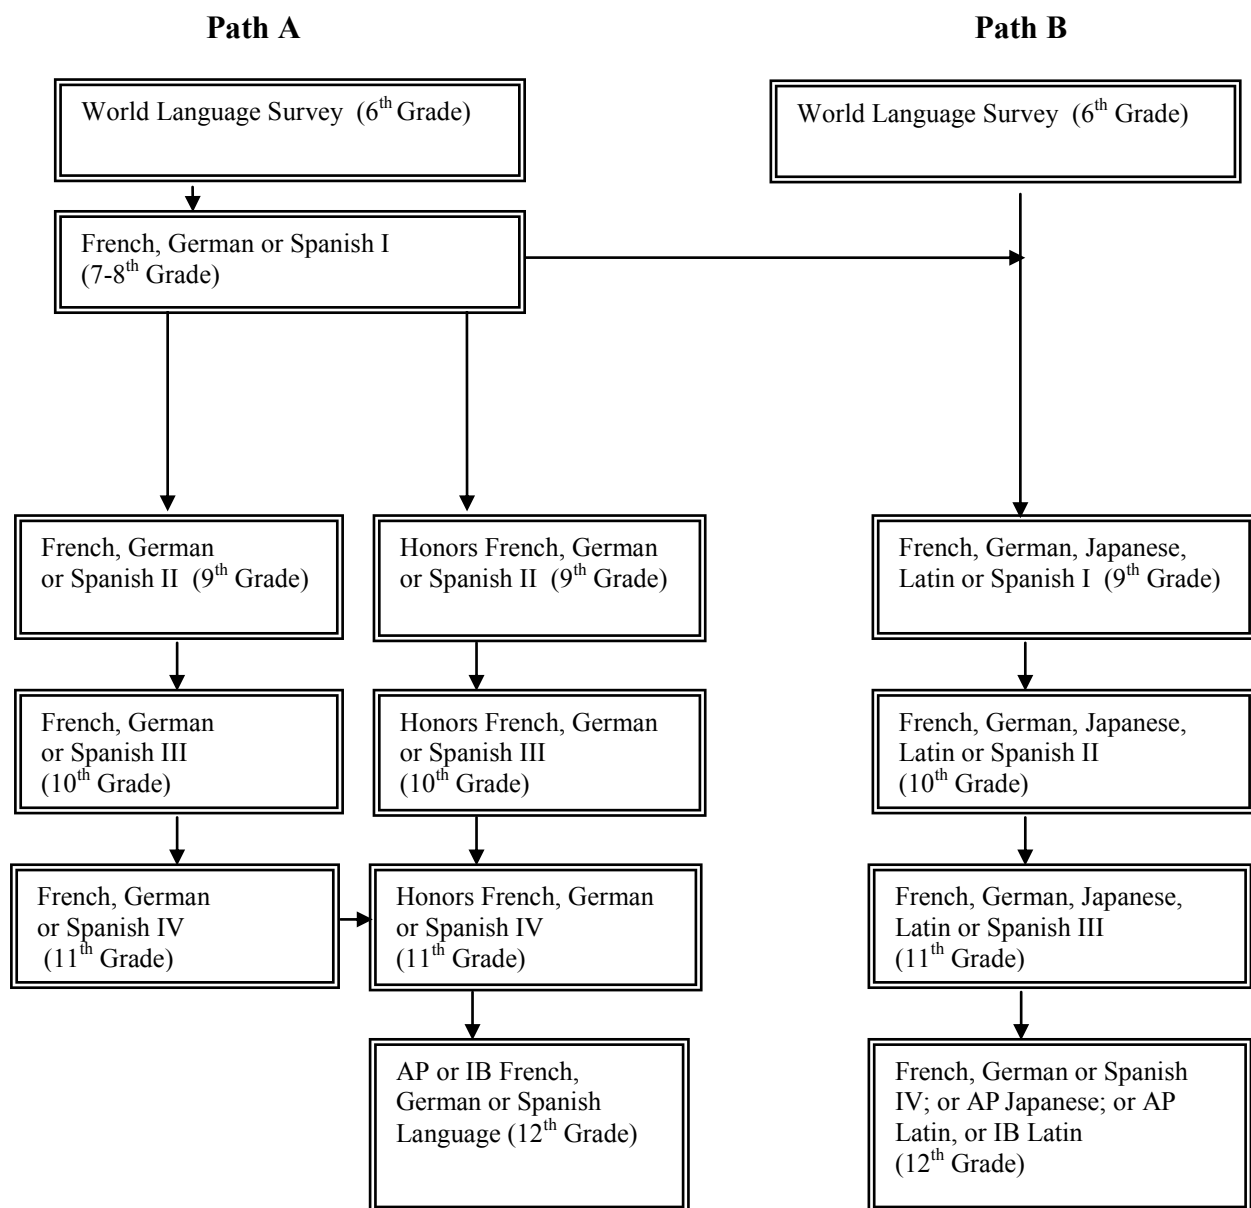 Path A
Path B
World Language Survey (6th Grade)
World Language Survey (6th Grade)
French, German or Spanish I
(7-8th Grade)
French, German
or Spanish II (9th Grade)
Honors French, German
or Spanish II (9th Grade)
French, German, Japanese,
Latin or Spanish I (9th Grade)
French, German
or Spanish III
(10th Grade)
Honors French, German
or Spanish III
(10th Grade)
French, German, Japanese,
Latin or Spanish II
(10th Grade)
French, German
or Spanish IV
(11th Grade)
Honors French, German
or Spanish IV
(11th Grade)
French, German, Japanese,
Latin or Spanish III
(11th Grade)
AP or IB French,
German or Spanish
Language (12th Grade)
French, German or Spanish
IV; or AP Japanese; or AP
Latin, or IB Latin
(12th Grade)